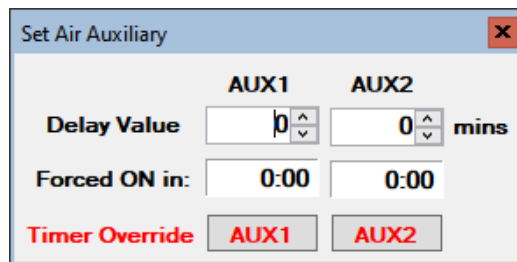 Set Air Auxiliary
AUX1 AUX2
Delay Value 0 0 mins
Forced ON in: 0:00 0:00
Timer Override AUX1 AUX2